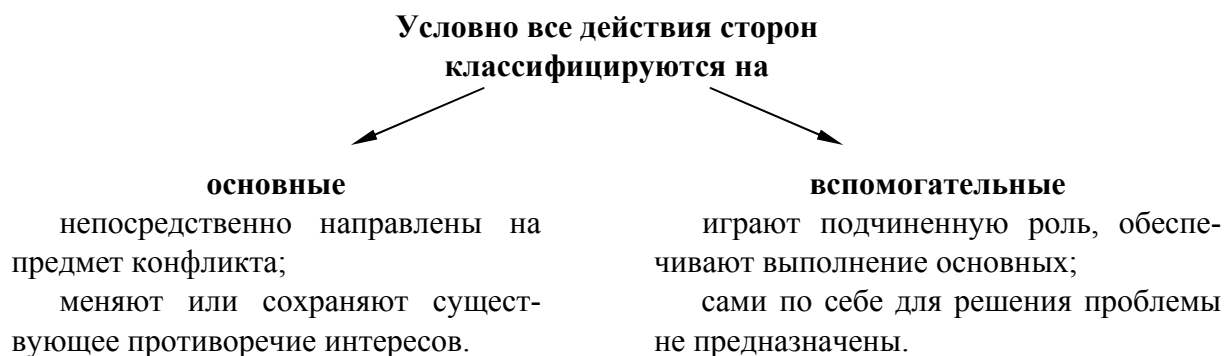 Условно все действия сторон
классифицируются на
основные
непосредственно направлены на
предмет конфликта;
меняют или сохраняют сущест-
вующее противоречие интересов.
вспомогательные
играют подчиненную роль, обеспе-
чивают выполнение основных;
сами по себе для решения проблемы
не предназначены.